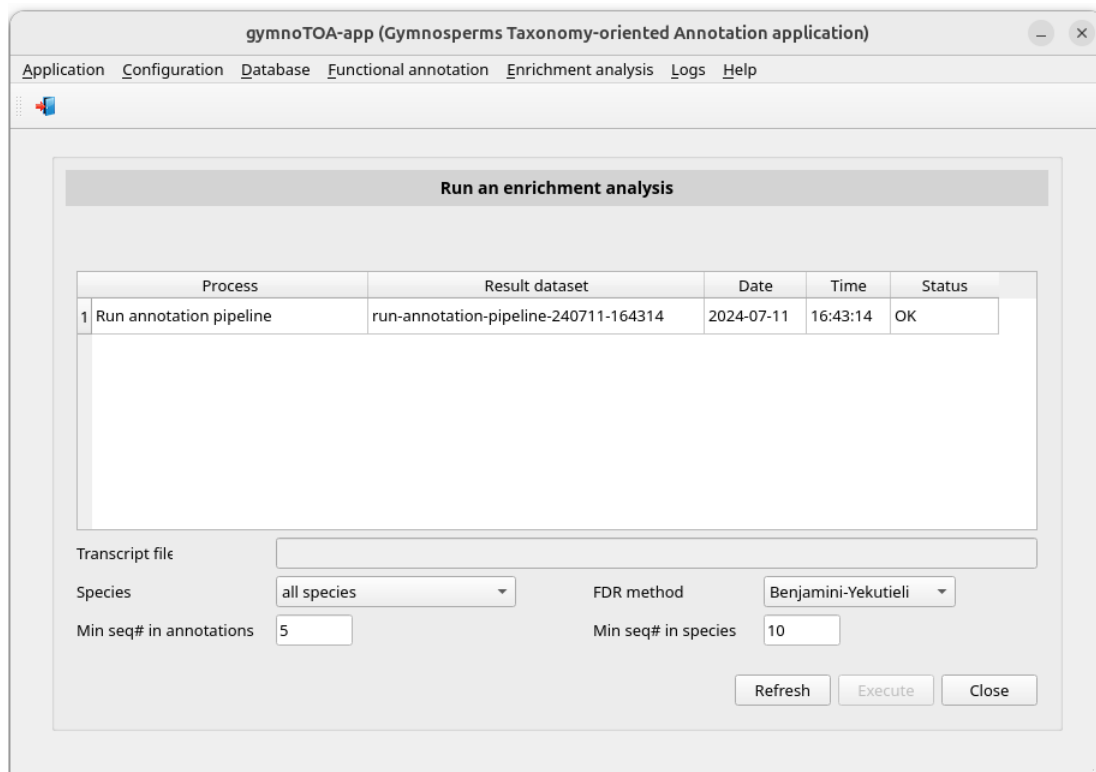 gymnoTOA-app (Gymnosperms Taxonomy-oriented Annotation application)
Application Configuration Database Functional annotation Enrichment analysis Logs Help
Run an enrichment analysis
Process Result dataset Date Time Status
1 Run annotation pipeline run-annotation-pipeline-240711-164314 2024-07-11 16:43:14 OK
Transcript file
Species all species FDR method Benjamini-Yekutieli
Min seq# in annotations 5 Min seq# in species 10
Refresh Execute Close